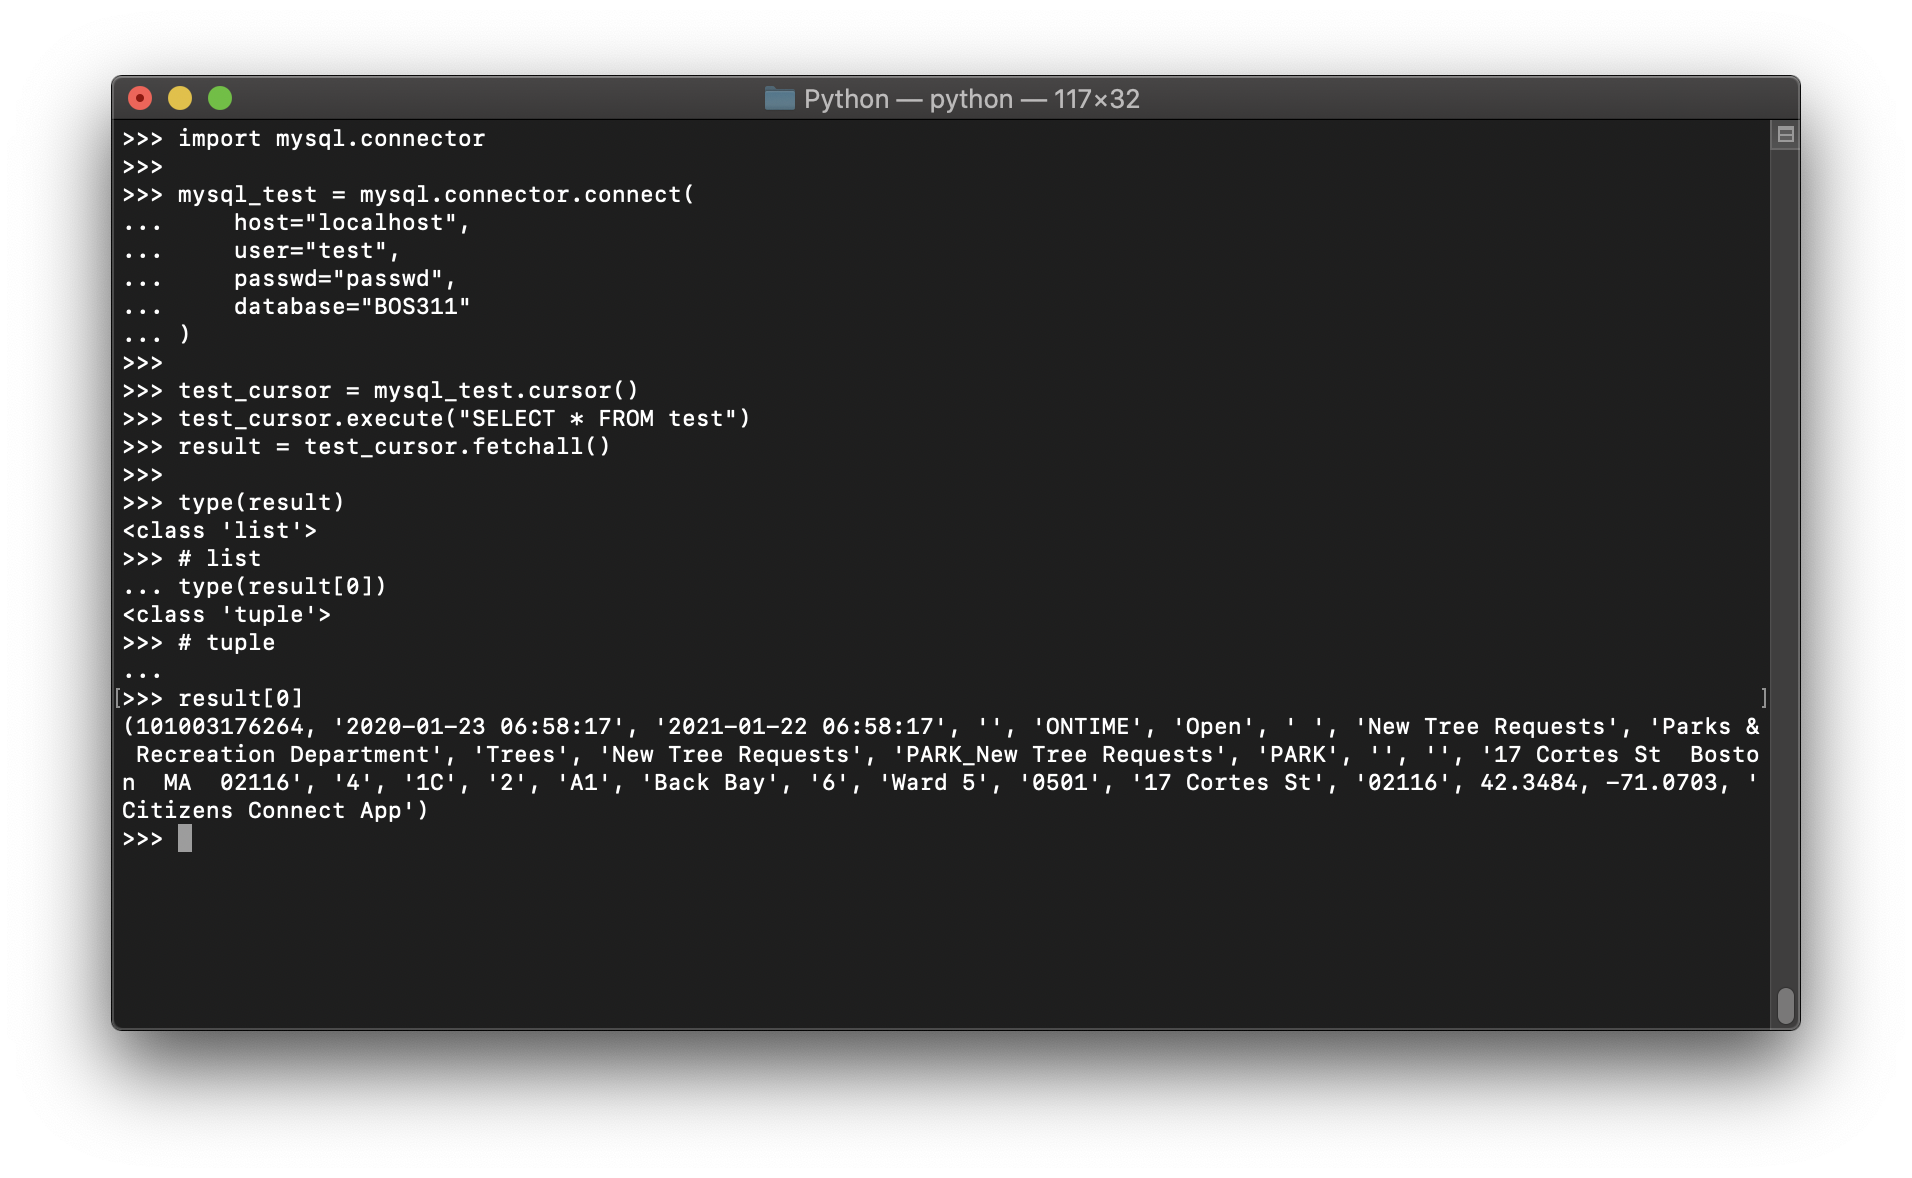 Python — python — 117×32
>>> import mysql.connector
>>>
>>> mysql_test = mysql.connector.connect(
...     host="localhost",
...     user="test",
...     passwd="passwd",
...     database="BOS311"
... )
>>>
>>> test_cursor = mysql_test.cursor()
>>> test_cursor.execute("SELECT * FROM test")
>>> result = test_cursor.fetchall()
>>>
>>> type(result)
<class 'list'>
>>> # list
... type(result[0])
<class 'tuple'>
>>> # tuple
...
[>>> result[0]                                                                                                        ]
(101003176264, '2020-01-23 06:58:17', '2021-01-22 06:58:17', '', 'ONTIME', 'Open', ' ', 'New Tree Requests', 'Parks &
 Recreation Department', 'Trees', 'New Tree Requests', 'PARK_New Tree Requests', 'PARK', '', '', '17 Cortes St  Bosto
n  MA  02116', '4', '1C', '2', 'A1', 'Back Bay', '6', 'Ward 5', '0501', '17 Cortes St', '02116', 42.3484, -71.0703, '
Citizens Connect App')
>>>